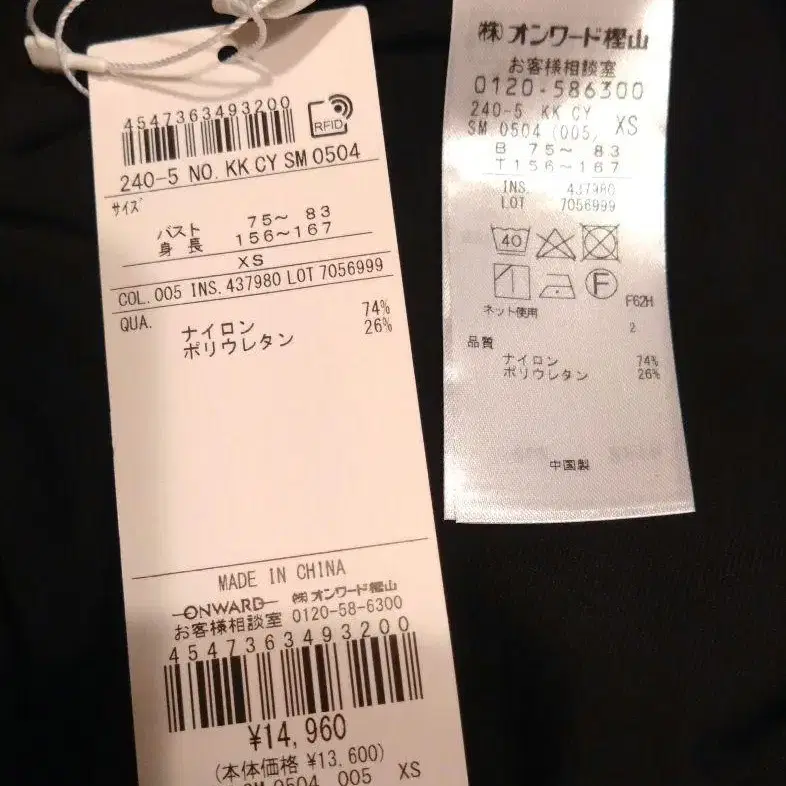 4547363493200
RFID
240-5 NO. KK CY SM 0504
サイズ
バスト 75～ 83
身長 156～167
XS
COL. 005 INS. 437980 LOT 7056999
QUA.
ナイロン 74%
ポリウレタン 26%
MADE IN CHINA
ONWARD ㈱オンワード樫山
お客様相談室 0120-58-6300
4547363493200
¥14,960
(本体価格 ¥13,600)
SM 0504 005 XS
㈱オンワード樫山
お客様相談室
0120-586300
240-5 KK CY
SM 0504 (005) XS
B 75～ 83
T 156～167
INS. 437980
LOT 7056999
40
F
ネット使用
F62H
2
品質
ナイロン 74%
ポリウレタン 26%
中国製